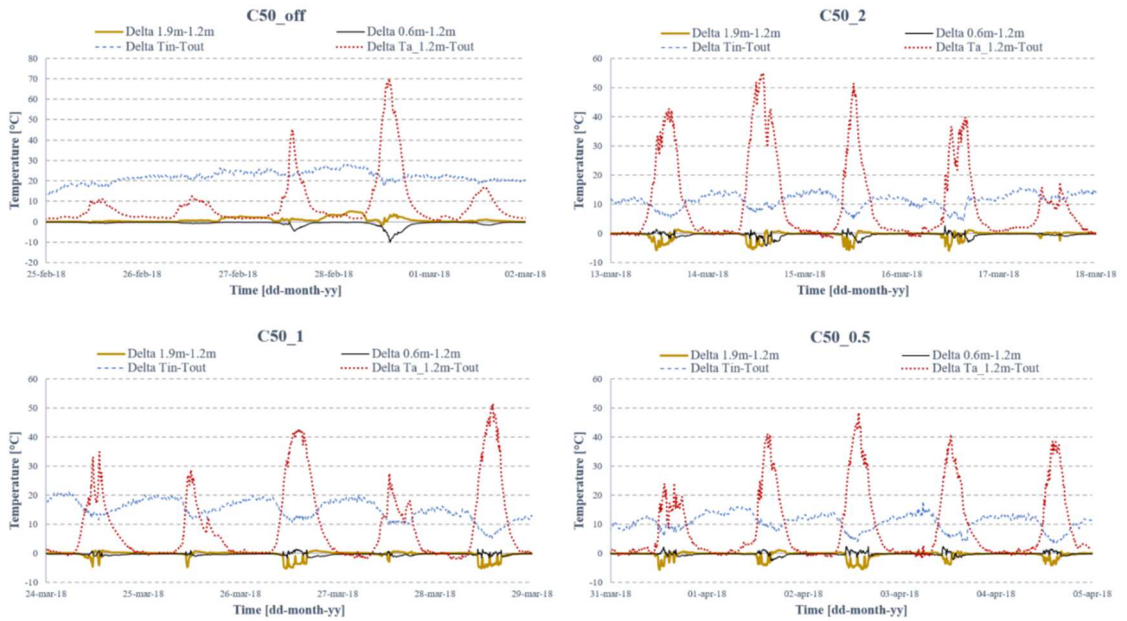 C50_off
Delta 1.9m-1.2m
Delta 0.6m-1.2m
Delta Tin-Tout
Delta Ta_1.2m-Tout
Temperature [°C]
80
70
60
50
40
30
20
10
0
-10
-20
25-feb-18
26-feb-18
27-feb-18
28-feb-18
01-mar-18
02-mar-18
Time [dd-month-yy]
C50_2
Delta 1.9m-1.2m
Delta 0.6m-1.2m
Delta Tin-Tout
Delta Ta_1.2m-Tout
Temperature [°C]
60
50
40
30
20
10
0
-10
13-mar-18
14-mar-18
15-mar-18
16-mar-18
17-mar-18
18-mar-18
Time [dd-month-yy]
C50_1
Delta 1.9m-1.2m
Delta 0.6m-1.2m
Delta Tin-Tout
Delta Ta_1.2m-Tout
Temperature [°C]
60
50
40
30
20
10
0
-10
24-mar-18
25-mar-18
26-mar-18
27-mar-18
28-mar-18
29-mar-18
Time [dd-month-yy]
C50_0.5
Delta 1.9m-1.2m
Delta 0.6m-1.2m
Delta Tin-Tout
Delta Ta_1.2m-Tout
Temperature [°C]
60
50
40
30
20
10
0
-10
31-mar-18
01-apr-18
02-apr-18
03-apr-18
04-apr-18
05-apr-18
Time [dd-month-yy]